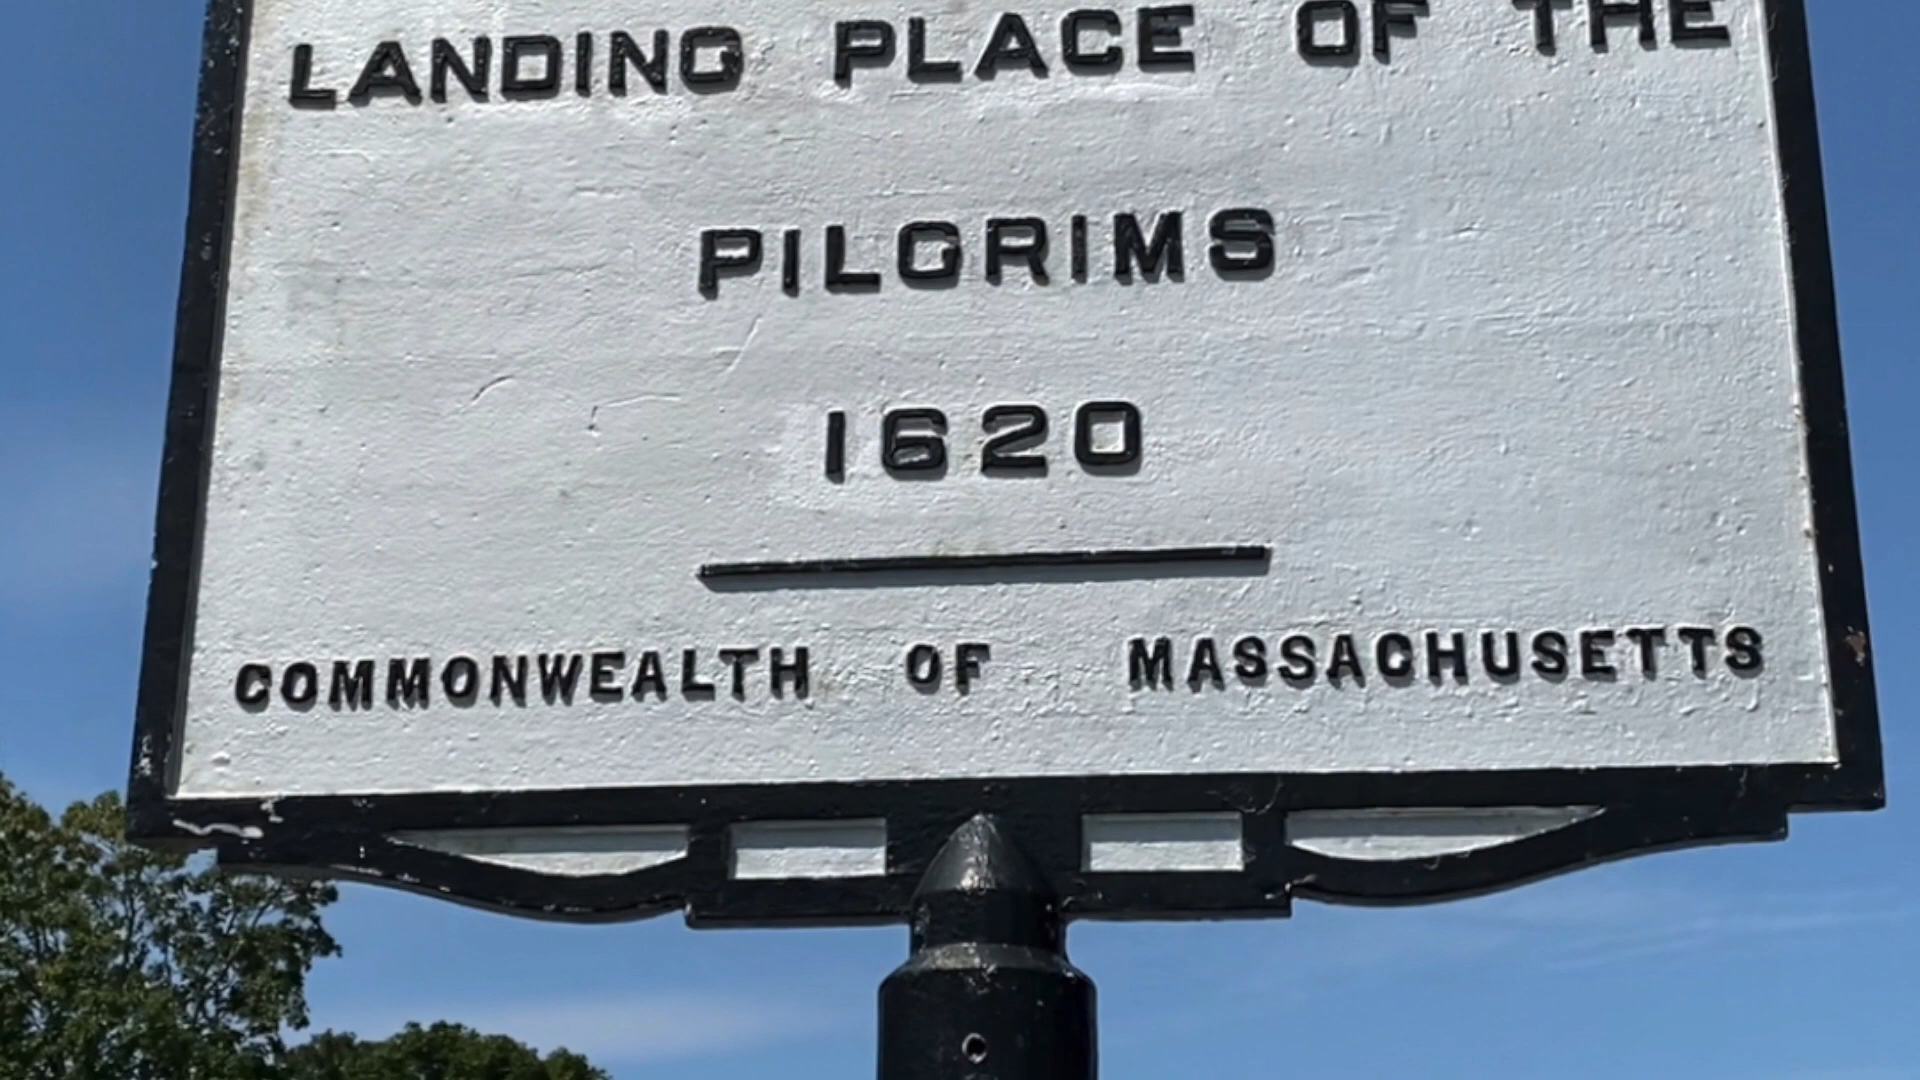 LANDING PLACE OF THE
PILGRIMS
1620
COMMONWEALTH OF MASSACHUSETTS